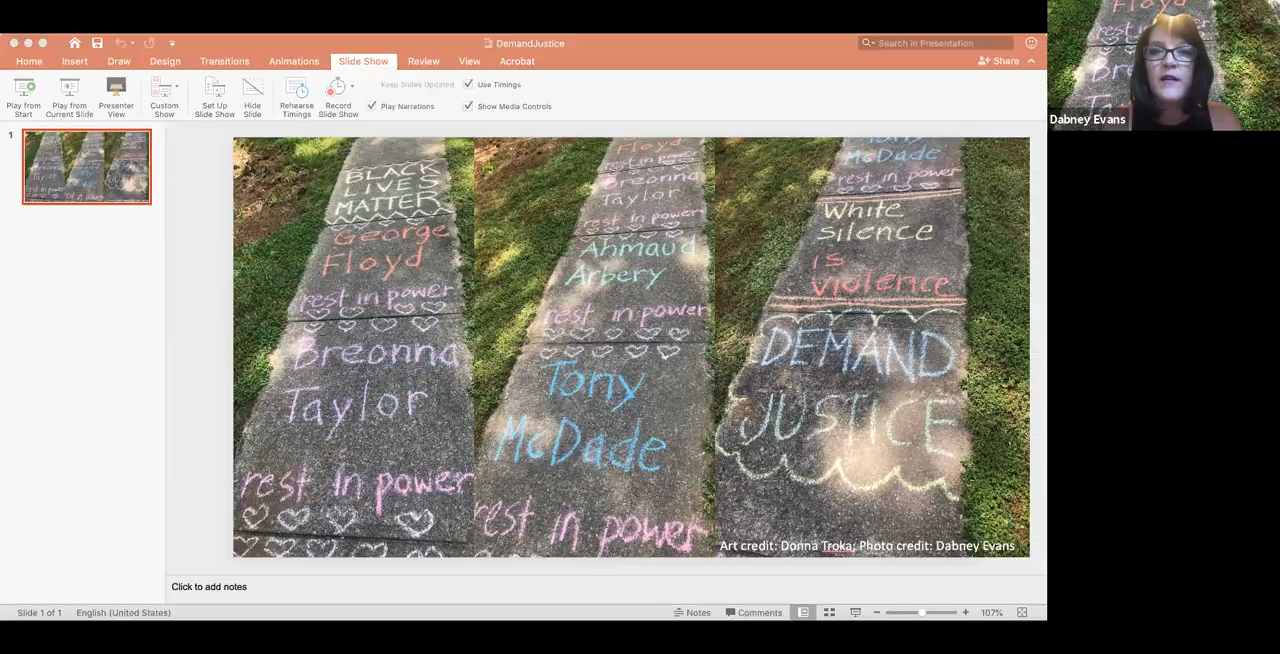 DemandJustice
Search in Presentation
Home Insert Draw Design Transitions Animations Slide Show Review View Acrobat
Share
Play from Start
Play from Current Slide
Presenter View
Custom Show
Set Up Slide Show
Hide Slide
Rehearse Timings
Record Slide Show
Keep Slides Updated
Use Timings
Play Narrations
Show Media Controls
1
BLACK
LIVES
MATTER
George
Floyd
rest in power
Breonna
Taylor
rest in power
Floyd
rest in power
Breonna
Taylor
rest in power
Ahmaud
Arbery
rest in power
Tony
McDade
rest in power
McDade
rest in power
White
silence
is
violence
DEMAND
JUSTICE
Art credit: Donna Troka; Photo credit: Dabney Evans
Click to add notes
Slide 1 of 1
English (United States)
Notes
Comments
107%
Floyd
Dabney Evans